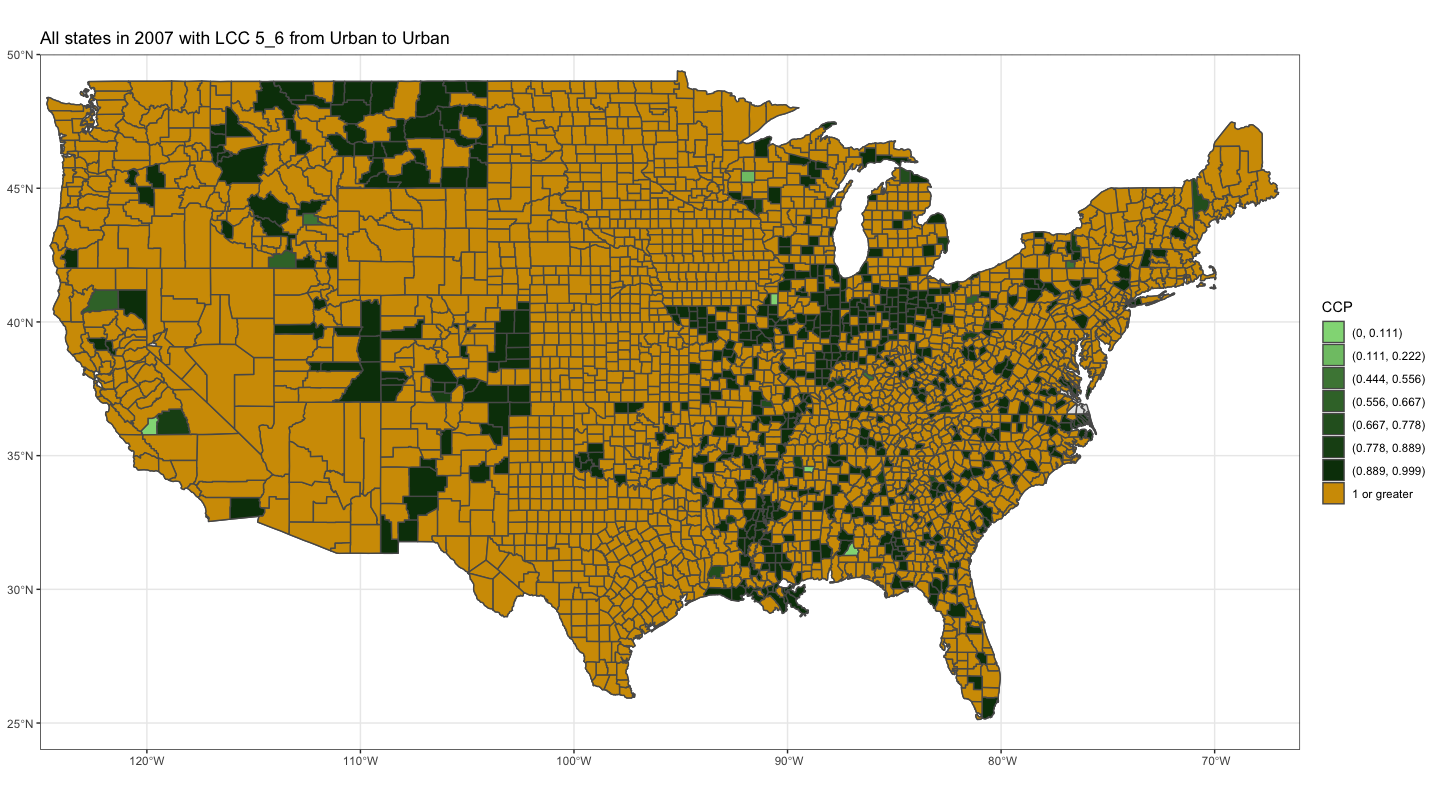 All states in 2007 with LCC 5_6 from Urban to Urban
50°N
45°N
40°N
35°N
30°N
25°N
120°W
110°W
100°W
90°W
80°W
70°W
CCP
(0, 0.111)
(0.111, 0.222)
(0.444, 0.556)
(0.556, 0.667)
(0.667, 0.778)
(0.778, 0.889)
(0.889, 0.999)
1 or greater